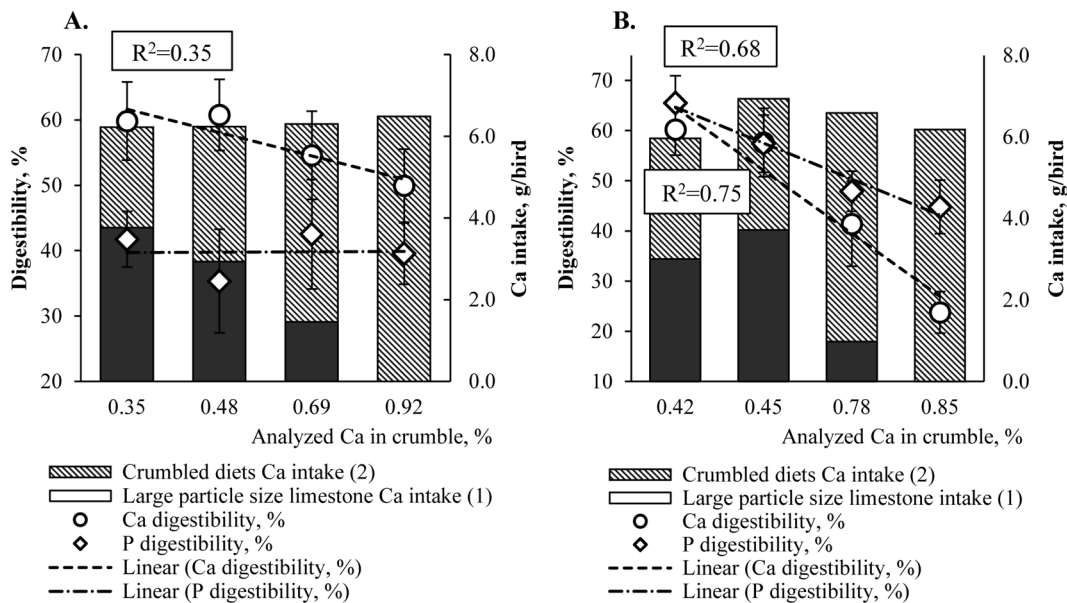 A.
R²=0.35
Digestibility, %
70
60
50
40
30
20
8.0
6.0
4.0
2.0
0.0
Ca intake, g/bird
0.35 0.48 0.69 0.92
Analyzed Ca in crumble, %
Crumbled diets Ca intake (2)
Large particle size limestone Ca intake (1)
Ca digestibility, %
P digestibility, %
Linear (Ca digestibility, %)
Linear (P digestibility, %)
B.
R²=0.68
R²=0.75
Digestibility, %
70
60
50
40
30
20
10
8.0
6.0
4.0
2.0
0.0
Ca intake, g/bird
0.42 0.45 0.78 0.85
Analyzed Ca in crumble, %
Crumbled diets Ca intake (2)
Large particle size limestone intake (1)
Ca digestibility, %
P digestibility, %
Linear (Ca digestibility, %)
Linear (P digestibility, %)